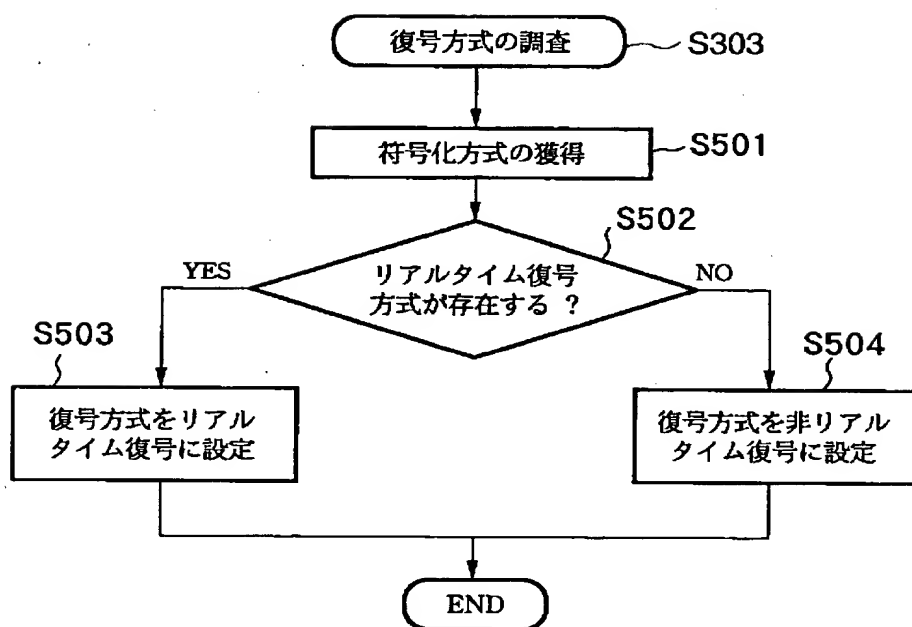 復号方式の調査
S303
符号化方式の獲得
S501
S502
リアルタイム復号
方式が存在する ?
YES
NO
S503
復号方式をリアル
タイム復号に設定
S504
復号方式を非リアル
タイム復号に設定
END